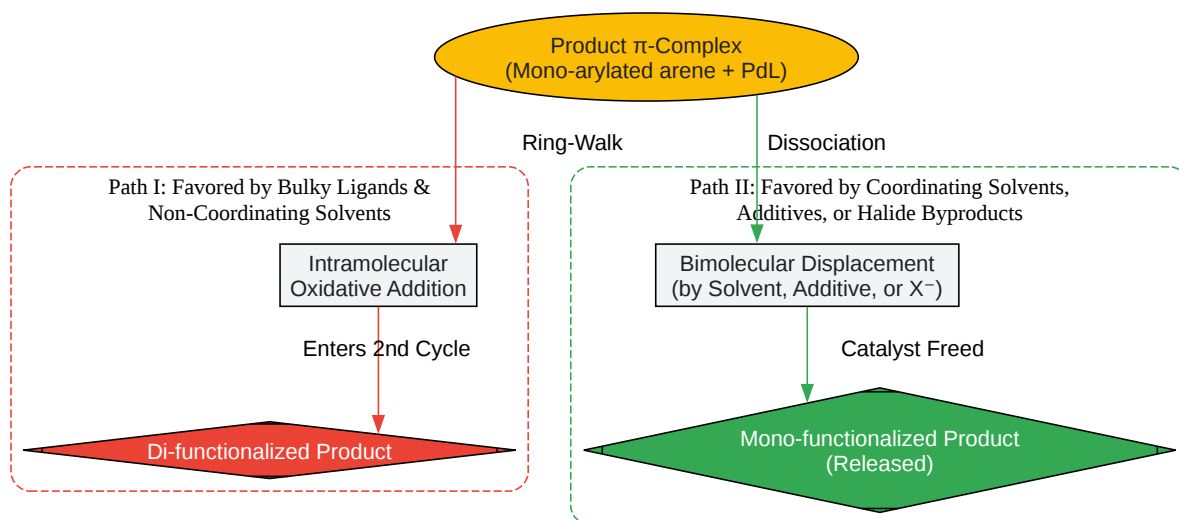 Product π-Complex
(Mono-arylated arene + PdL)
Ring-Walk
Dissociation
Path I: Favored by Bulky Ligands &
Non-Coordinating Solvents
Path II: Favored by Coordinating Solvents,
Additives, or Halide Byproducts
Intramolecular
Oxidative Addition
Bimolecular Displacement
(by Solvent, Additive, or X⁻)
Enters 2nd Cycle
Catalyst Freed
Di-functionalized Product
Mono-functionalized Product
(Released)